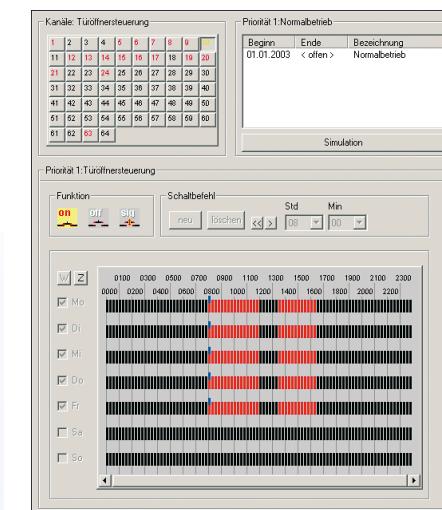 Kanäle: Türöffnersteuerung
1 2 3 4 5 6 7 8 9
11 12 13 14 15 16 17 18 19 20
21 22 23 24 25 26 27 28 29 30
31 32 33 34 35 36 37 38 39 40
41 42 43 44 45 46 47 48 49 50
51 52 53 54 55 56 57 58 59 60
61 62 63 64
Priorität 1:Normalbetrieb
Beginn Ende Bezeichnung
01.01.2003 < offen > Normalbetrieb
Simulation
Priorität 1:Türöffnersteuerung
Funktion
on off sig
Schaltbefehl
neu löschen << >
Std Min
08 00
W Z
0100 0300 0500 0700 0900 1100 1300 1500 1700 1900 2100 2300
0000 0200 0400 0600 0800 1000 1200 1400 1600 1800 2000 2200
Mo
Di
Mi
Do
Fr
Sa
So